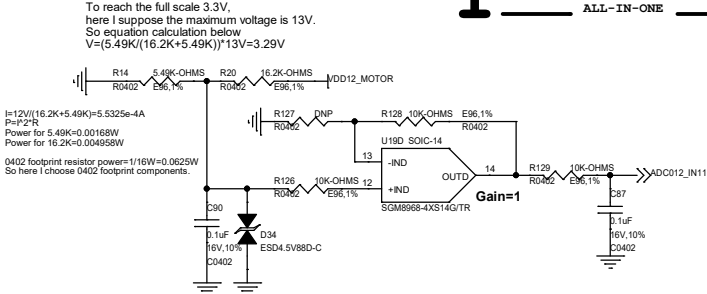 To reach the full scale 3.3V,
here I suppose the maximum voltage is 13V.
So equation calculation below
V=(5.49K/(16.2K+5.49K))*13V=3.29V
ALL-IN-ONE
R14 5.49K-OHMS R20 16.2K-OHMS
VDD12_MOTOR
R0402 E96,1% R0402 E96,1%
I=12V/(16.2K+5.49K)=5.5325e-4A
P=I^2*R
Power for 5.49K=0.00168W
Power for 16.2K=0.004958W
0402 footprint resistor power=1/16W=0.0625W
So here I choose 0402 footprint components.
R127 DNP R128 10K-OHMS E96,1%
R0402 R0402
U19D SOIC-14
13 -IND
14 OUTD
R126 10K-OHMS 12 +IND
R0402 E96,1%
SGM8968-4XS14G/TR
Gain=1
R129 10K-OHMS
R0402 E96,1%
ADC012_IN11
C90
0.1uF
16V,10%
C0402
D34
ESD4.5V88D-C
C87
0.1uF
16V,10%
C0402